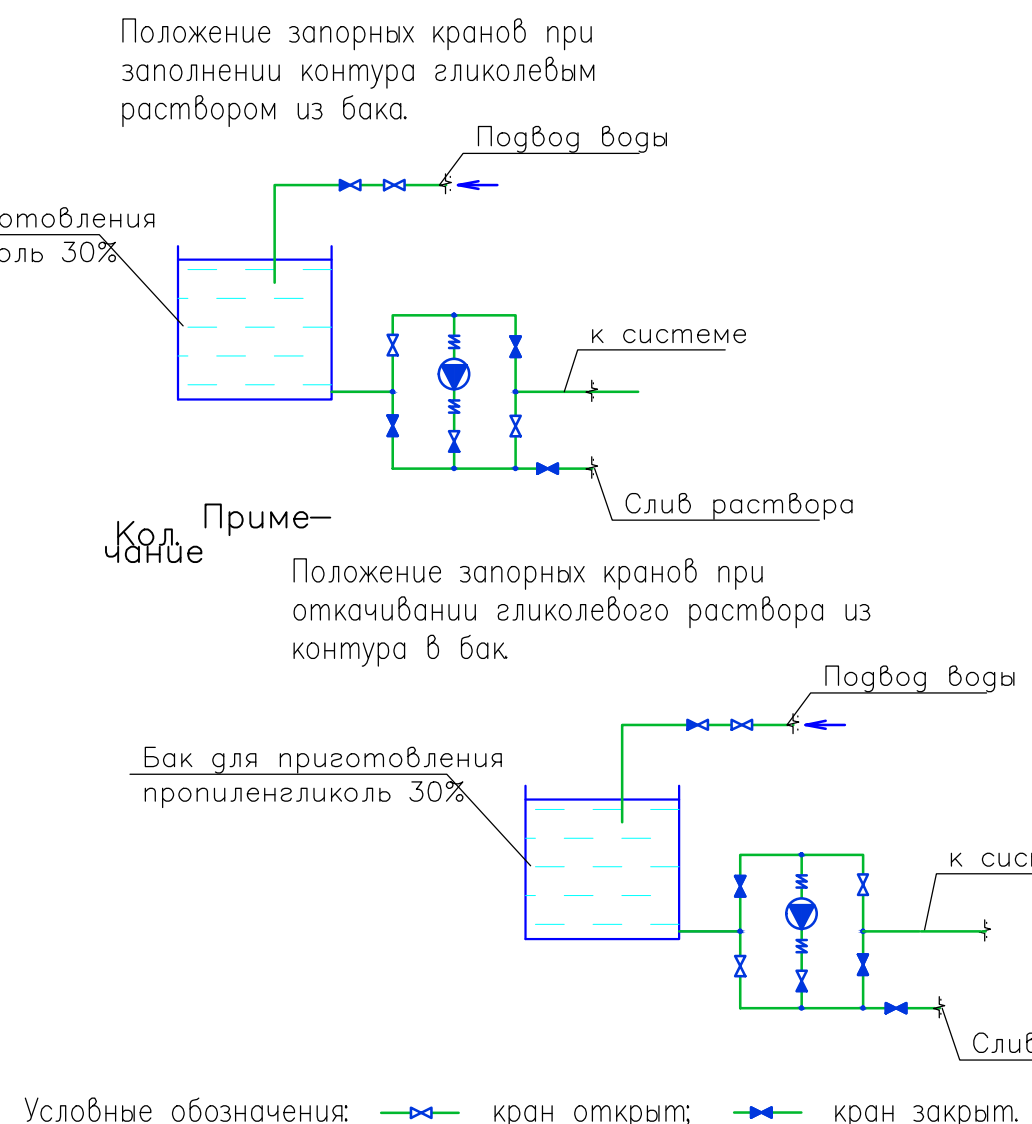 Положение запорных кранов при
заполнении контура гликолевым
раствором из бака.
Подвод воды
отовления
оль 30%
к системе
Слив раствора
Приме-
Кол.
чание
Положение запорных кранов при
откачивании гликолевого раствора из
контура в бак.
Подвод воды
Бак для приготовления
пропиленгликоль 30%
к сис
Слив
Условные обозначения: кран открыт; кран закрыт.